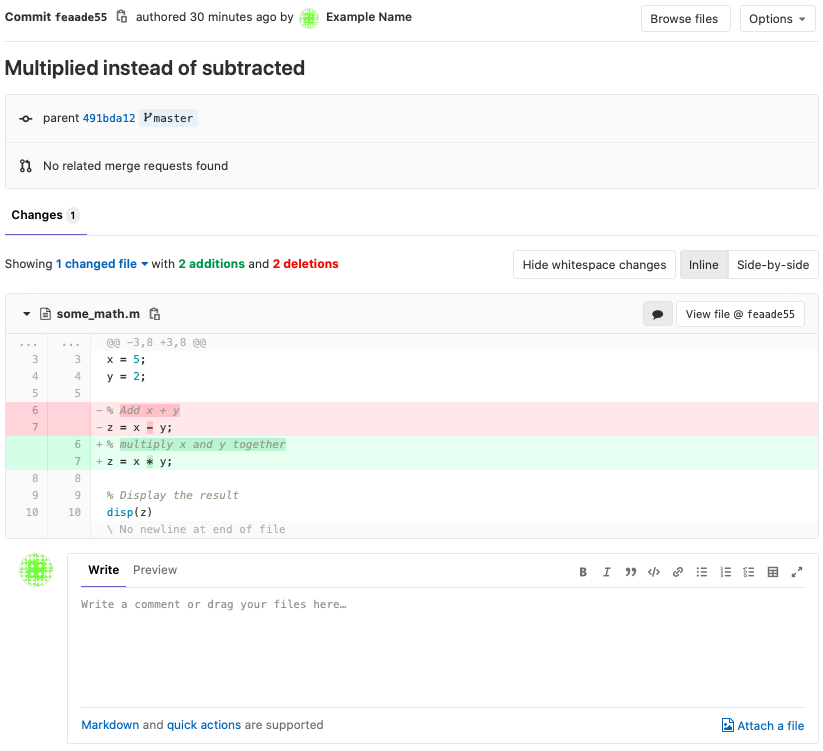 Commit feaade55 authored 30 minutes ago by Example Name Browse files Options
Multiplied instead of subtracted
parent 491bda12 master
No related merge requests found
Changes 1
Showing 1 changed file with 2 additions and 2 deletions Hide whitespace changes Inline Side-by-side
some_math.m View file @ feaade55
... ... @@ -3,8 +3,8 @@
3 3 x = 5;
4 4 y = 2;
5 5
6 - % Add x + y
7 - z = x - y;
6 + % multiply x and y together
7 + z = x * y;
8 8
9 9 % Display the result
10 10 disp(z)
\ No newline at end of file
Write Preview B I
Write a comment or drag your files here…
Markdown and quick actions are supported Attach a file